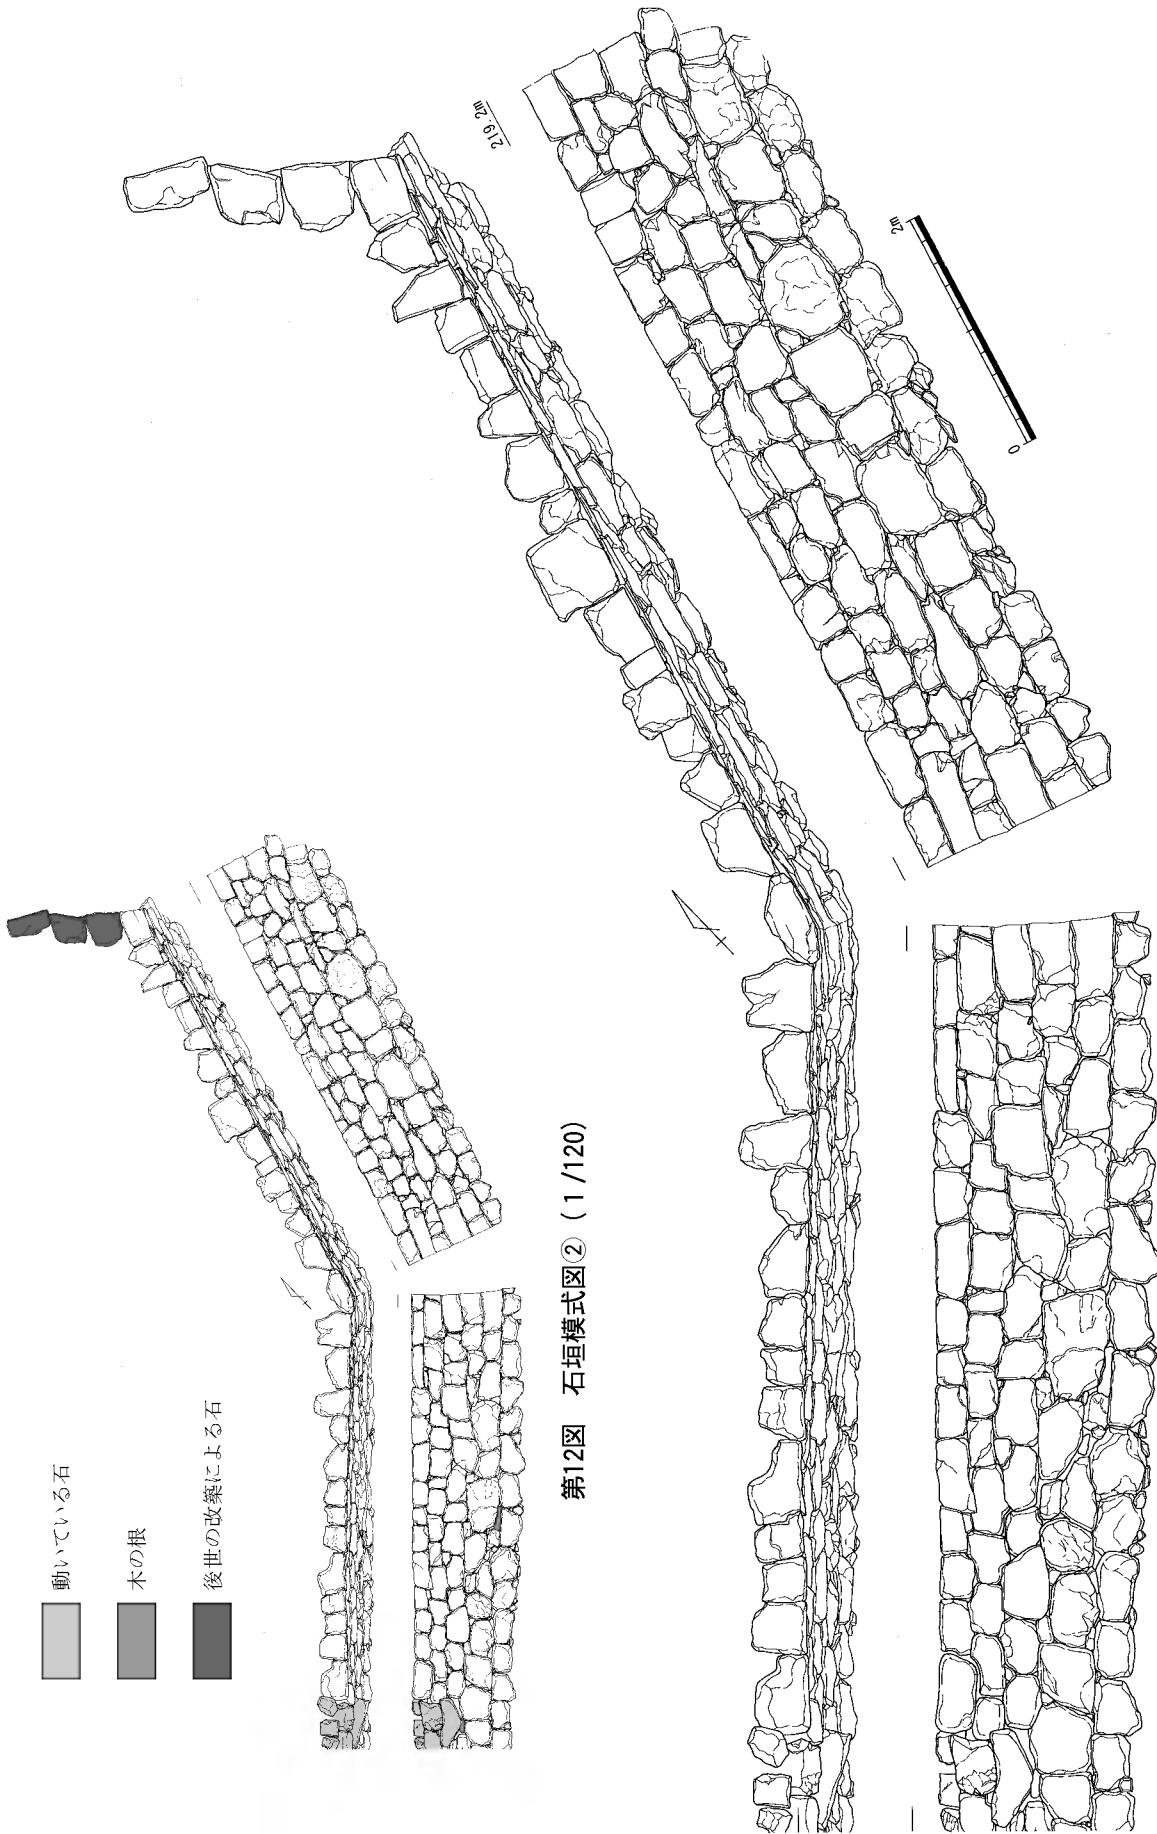 動いている石
木の根
後世の改築による石
第12図 石垣模式図② (1/120)
219.2m
2m
0